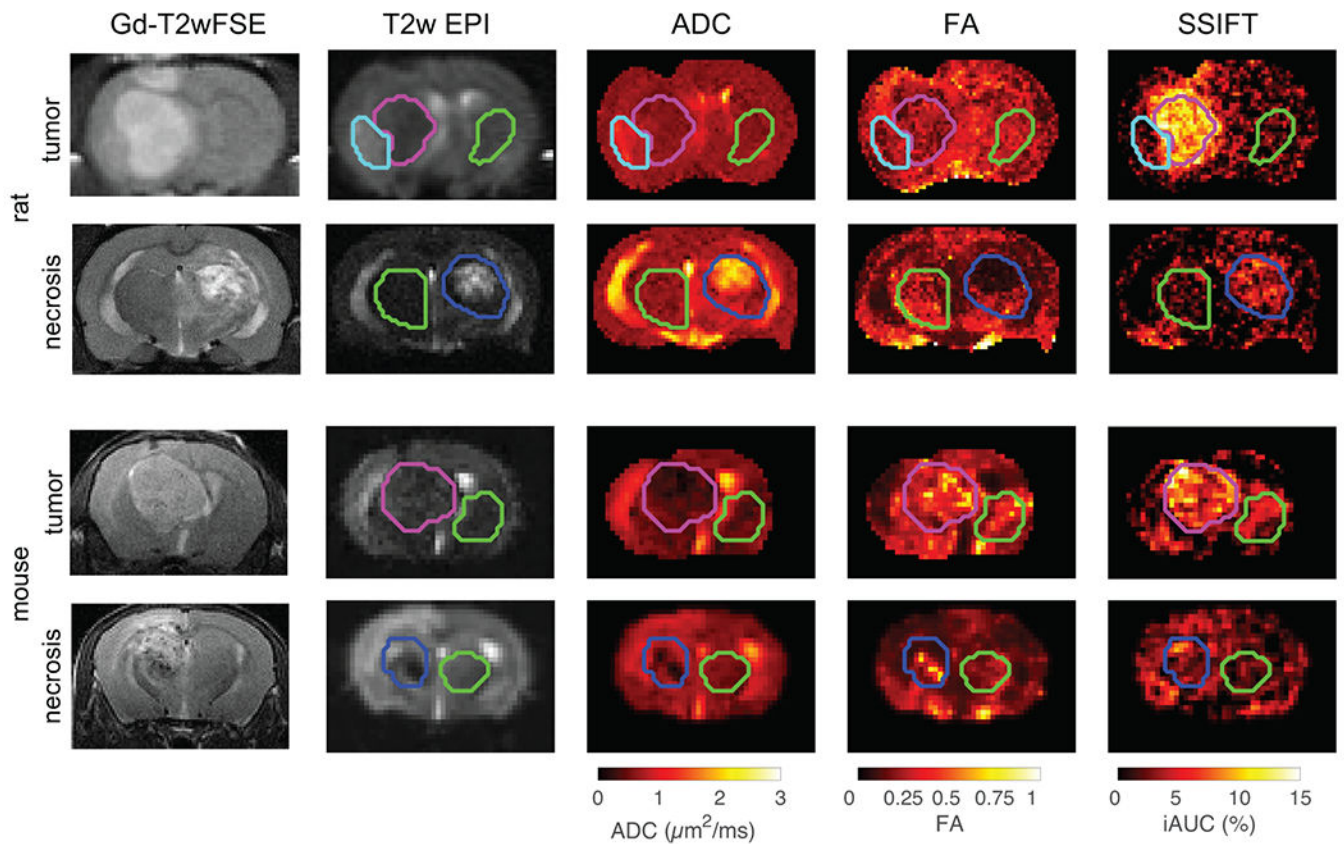 Gd-T2wFSE T2w EPI ADC FA SSIFT
rat
tumor
necrosis
mouse
tumor
necrosis
0 1 2 3 0 0.25 0.5 0.75 1 0 5 10 15
ADC (µm²/ms) FA iAUC (%)